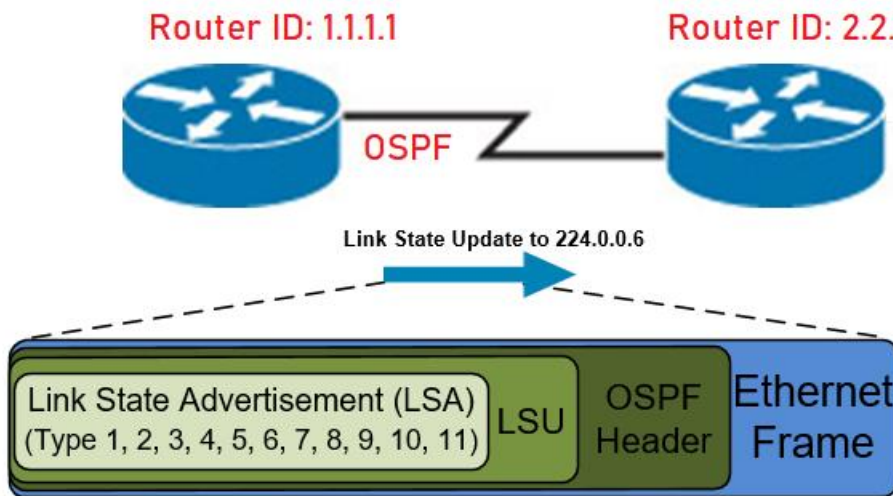 Router ID: 1.1.1.1
Router ID: 2.2.
OSPF
Link State Update to 224.0.0.6
Link State Advertisement (LSA)
(Type 1, 2, 3, 4, 5, 6, 7, 8, 9, 10, 11)
LSU
OSPF
Header
Ethernet
Frame